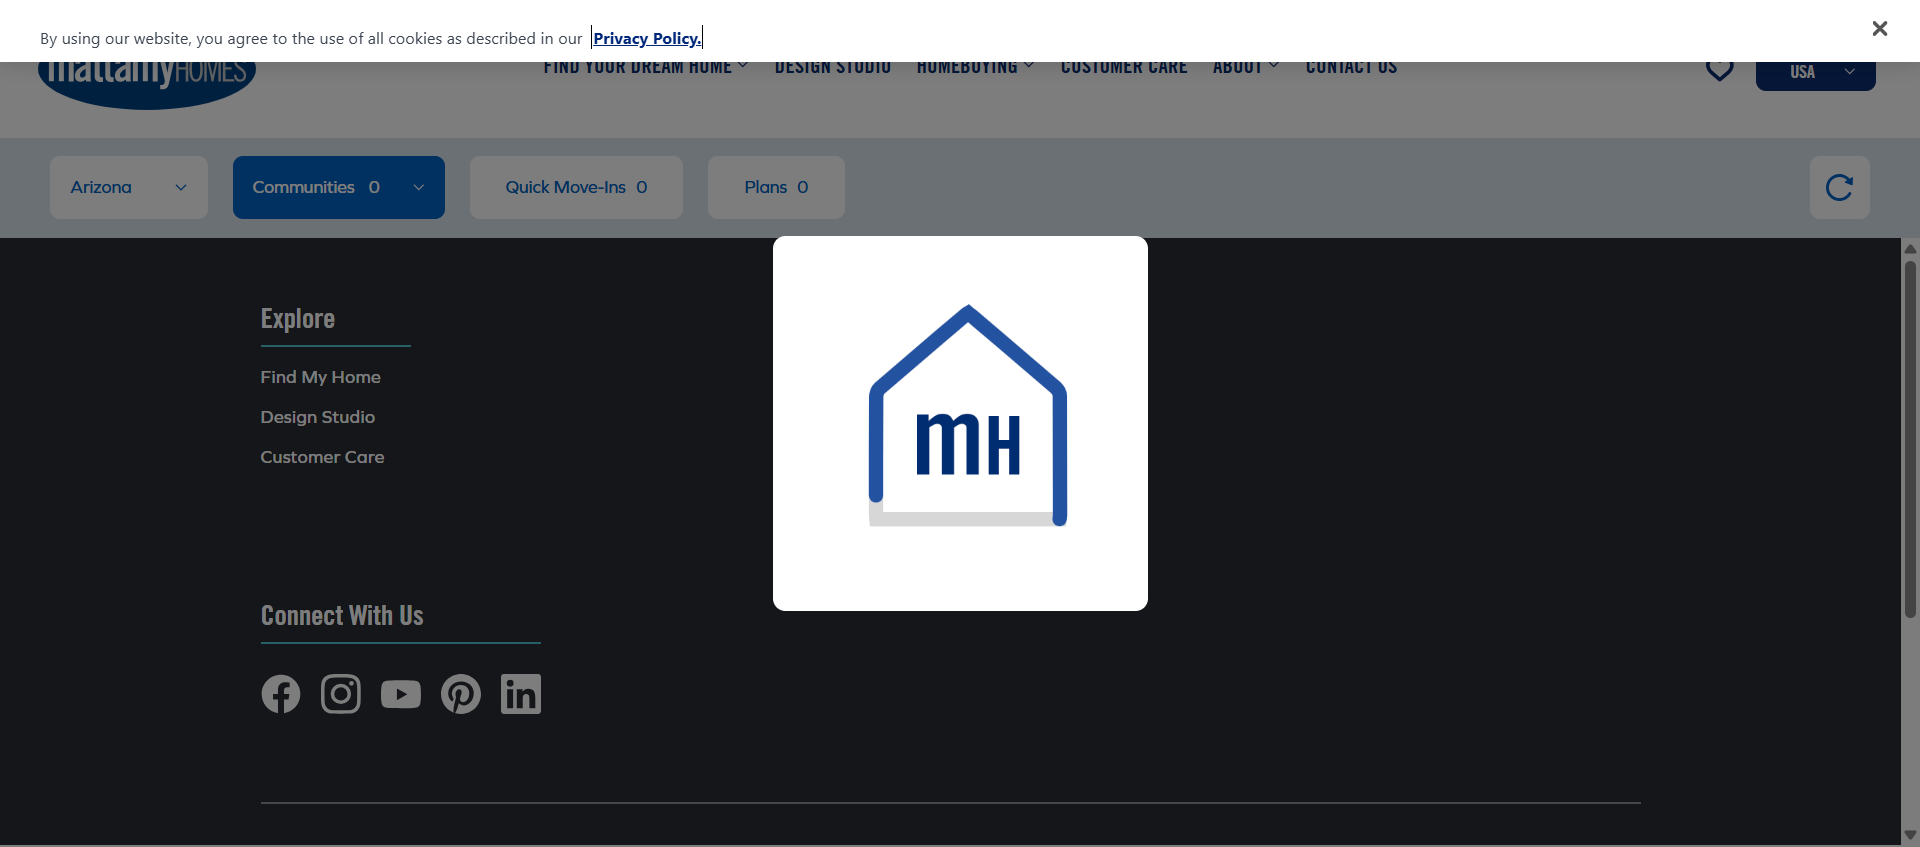 By using our website, you agree to the use of all cookies as described in our Privacy Policy.
mattamyHOMES
FIND YOUR DREAM HOME
DESIGN STUDIO
HOMEBUYING
CUSTOMER CARE
ABOUT
CONTACT US
USA
Arizona
Communities 0
Quick Move-Ins 0
Plans 0
Explore
Find My Home
Design Studio
Customer Care
mH
Connect With Us